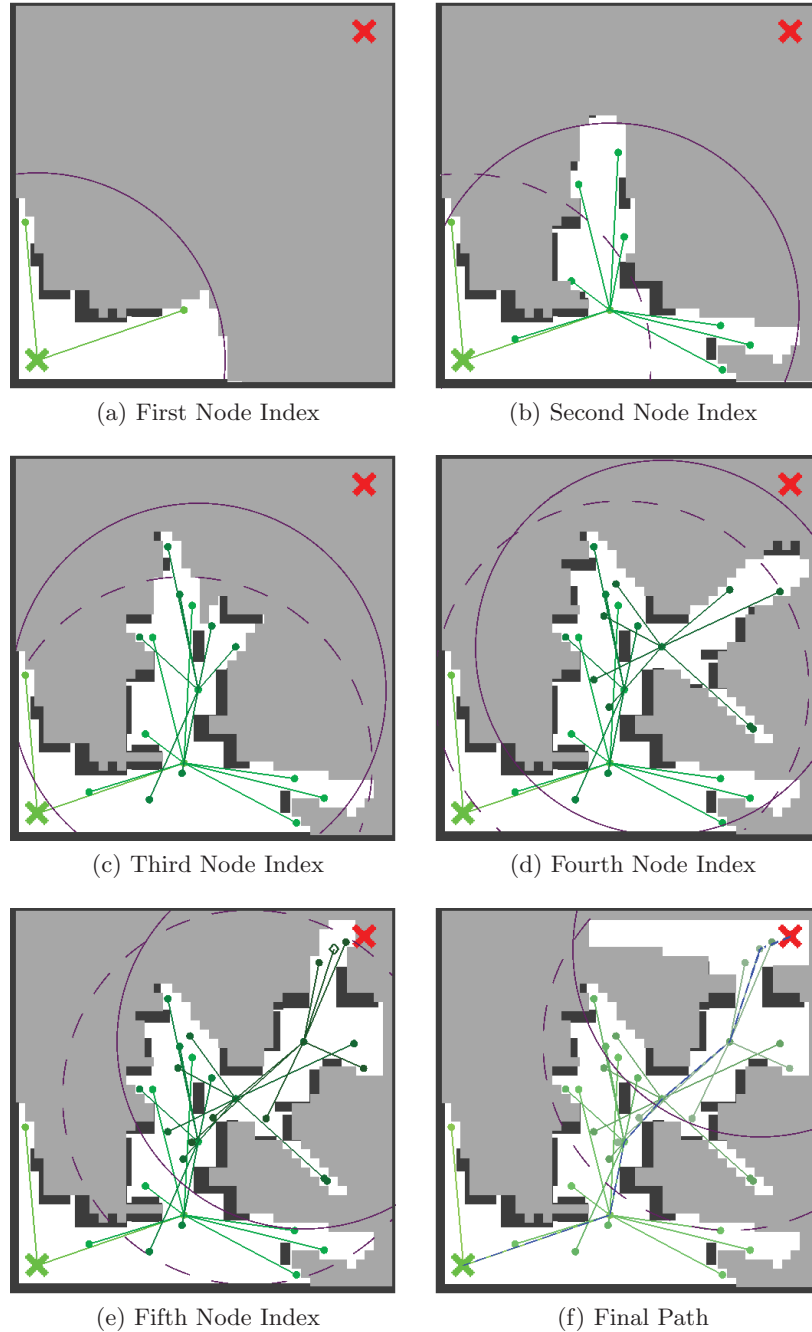 (a) First Node Index
(b) Second Node Index
(c) Third Node Index
(d) Fourth Node Index
(e) Fifth Node Index
(f) Final Path